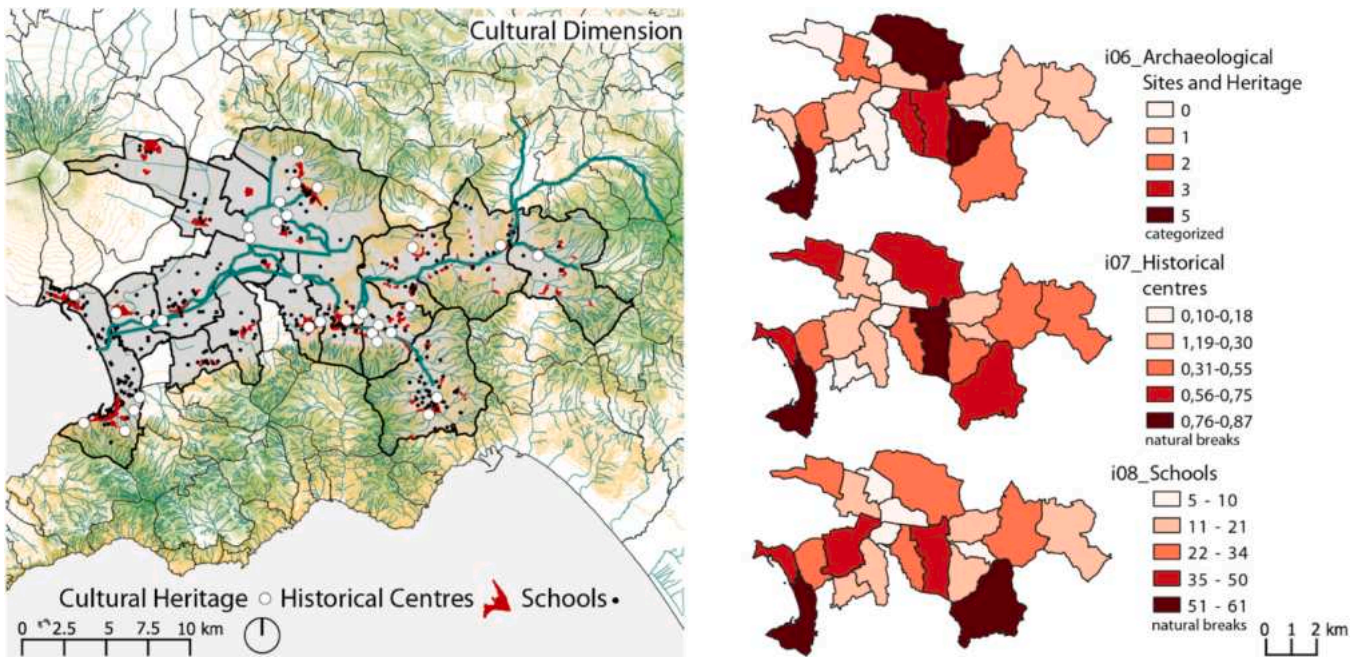 Cultural Dimension
Cultural Heritage Historical Centres Schools
0 2.5 5 7.5 10 km
i06_Archaeological
Sites and Heritage
0
1
2
3
5
categorized
i07_Historical
centres
0,10-0,18
1,19-0,30
0,31-0,55
0,56-0,75
0,76-0,87
natural breaks
i08_Schools
5 - 10
11 - 21
22 - 34
35 - 50
51 - 61
natural breaks
0 1 2 km